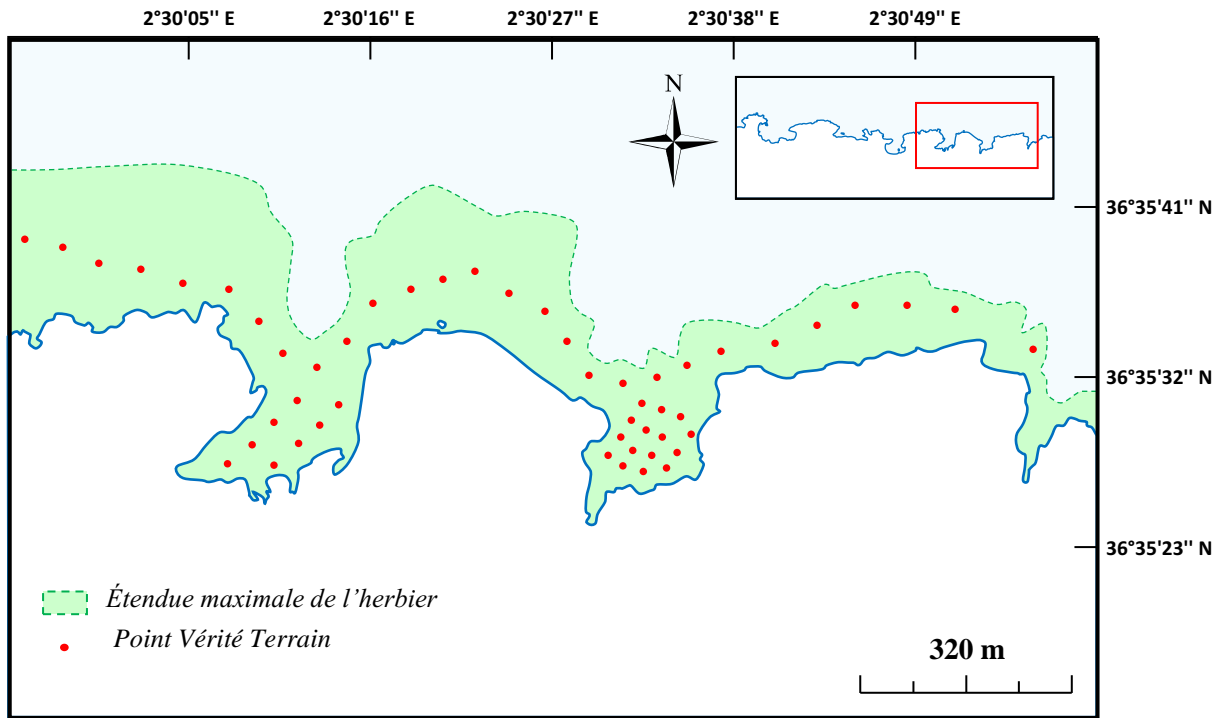 2°30'05'' E 2°30'16'' E 2°30'27'' E 2°30'38'' E 2°30'49'' E
N
36°35'41'' N
36°35'32'' N
36°35'23'' N
Étendue maximale de l’herbier
Point Vérité Terrain
320 m